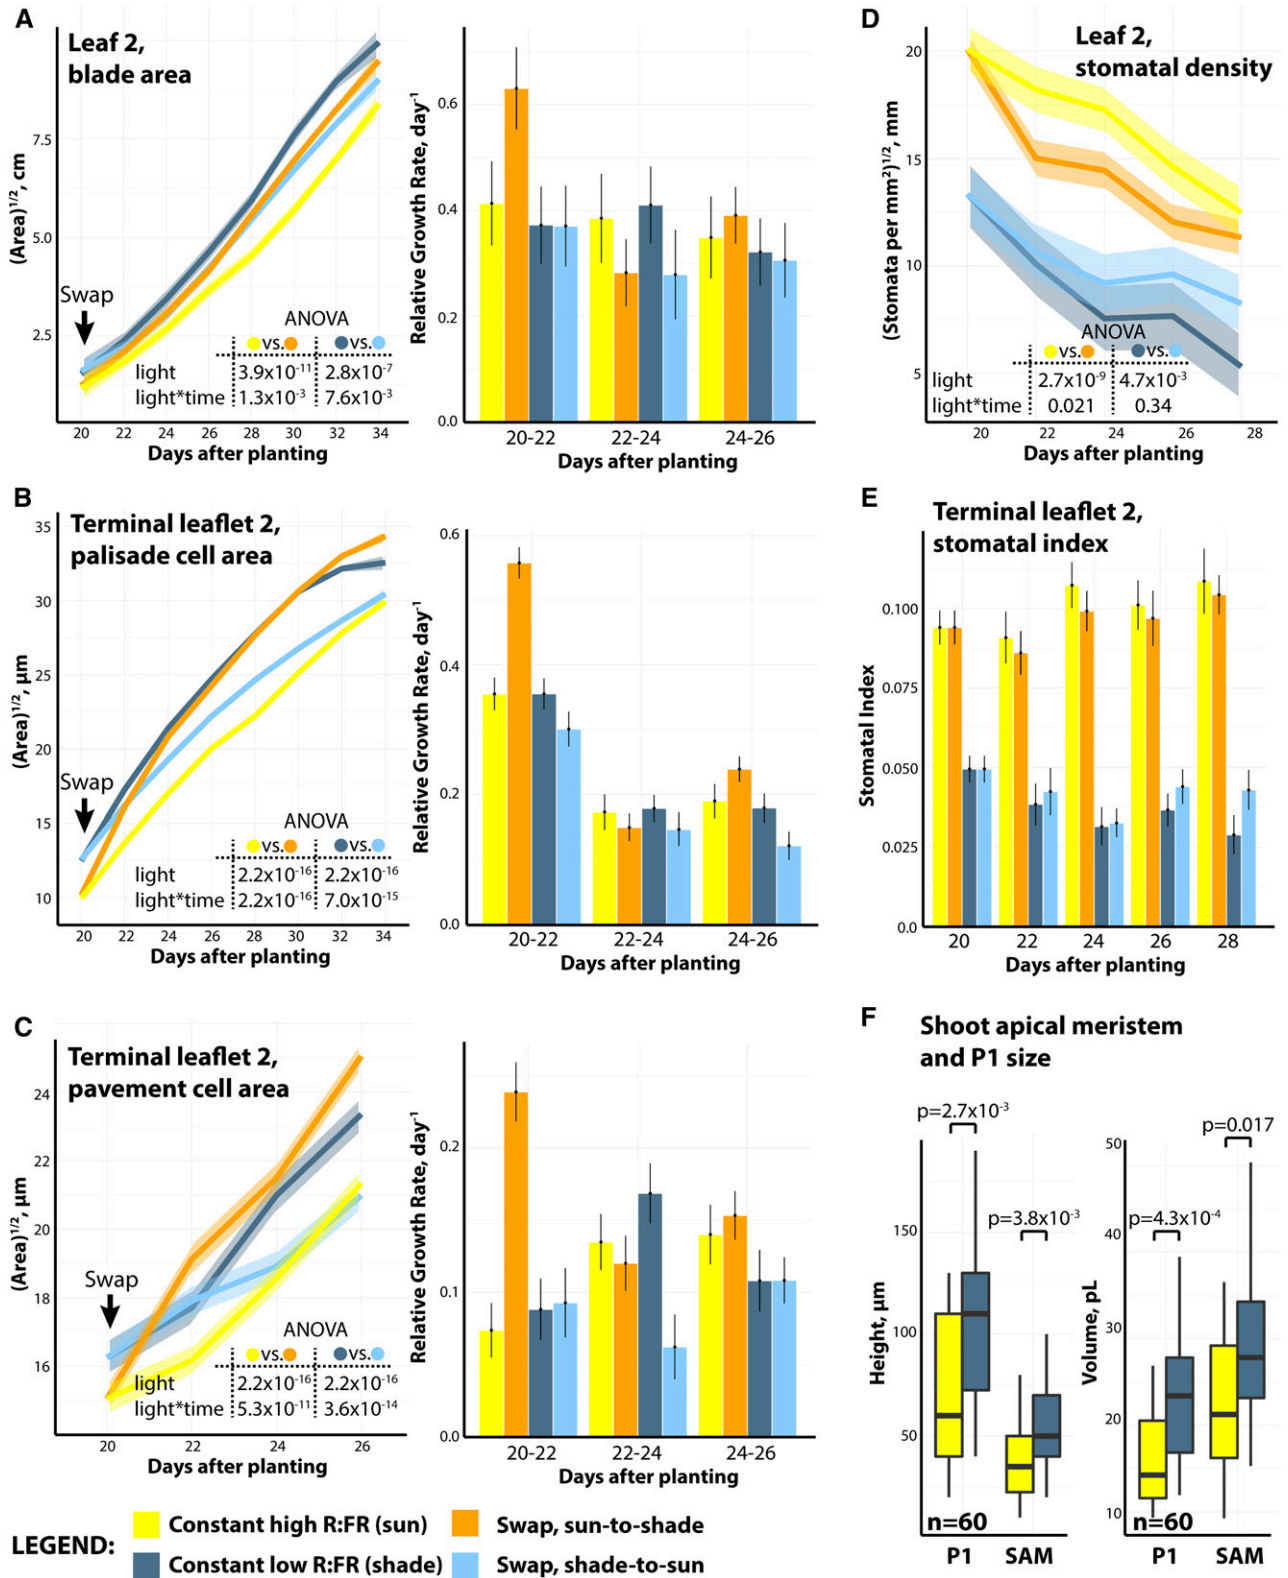 A
Leaf 2,
blade area
(Area)1/2, cm
7.5
5.0
2.5
Swap
ANOVA
vs.
vs.
light
3.9x10-11
2.8x10-7
light*time
1.3x10-3
7.6x10-3
20 22 24 26 28 30 32 34
Days after planting
Relative Growth Rate, day-1
0.6
0.4
0.2
0.0
20-22 22-24 24-26
Days after planting
B
Terminal leaflet 2,
palisade cell area
(Area)1/2, µm
35
30
25
20
15
10
Swap
ANOVA
vs.
vs.
light
2.2x10-16
2.2x10-16
light*time
2.2x10-16
7.0x10-15
20 22 24 26 28 30 32 34
Days after planting
Relative Growth Rate, day-1
0.6
0.4
0.2
0.0
20-22 22-24 24-26
Days after planting
C
Terminal leaflet 2,
pavement cell area
(Area)1/2, µm
24
22
20
18
16
Swap
ANOVA
vs.
vs.
light
2.2x10-16
2.2x10-16
light*time
5.3x10-11
3.6x10-14
20 22 23 24 26
Days after planting
Relative Growth Rate, day-1
0.2
0.1
0.0
20-22 22-24 24-26
Days after planting
D
Leaf 2,
stomatal density
(Stomata per mm2)1/2, mm
20
15
10
5
ANOVA
vs.
vs.
light
2.7x10-9
4.7x10-3
light*time
0.021
0.34
20 22 24 26 28
Days after planting
E
Terminal leaflet 2,
stomatal index
Stomatal Index
0.100
0.075
0.050
0.025
0.0
20 22 24 26 28
Days after planting
F
Shoot apical meristem
and P1 size
p=2.7x10-3
p=3.8x10-3
Height, µm
150
100
50
n=60
P1 SAM
p=0.017
p=4.3x10-4
Volume, pL
50
40
30
20
10
n=60
P1 SAM
LEGEND:
Constant high R:FR (sun)
Swap, sun-to-shade
Constant low R:FR (shade)
Swap, shade-to-sun